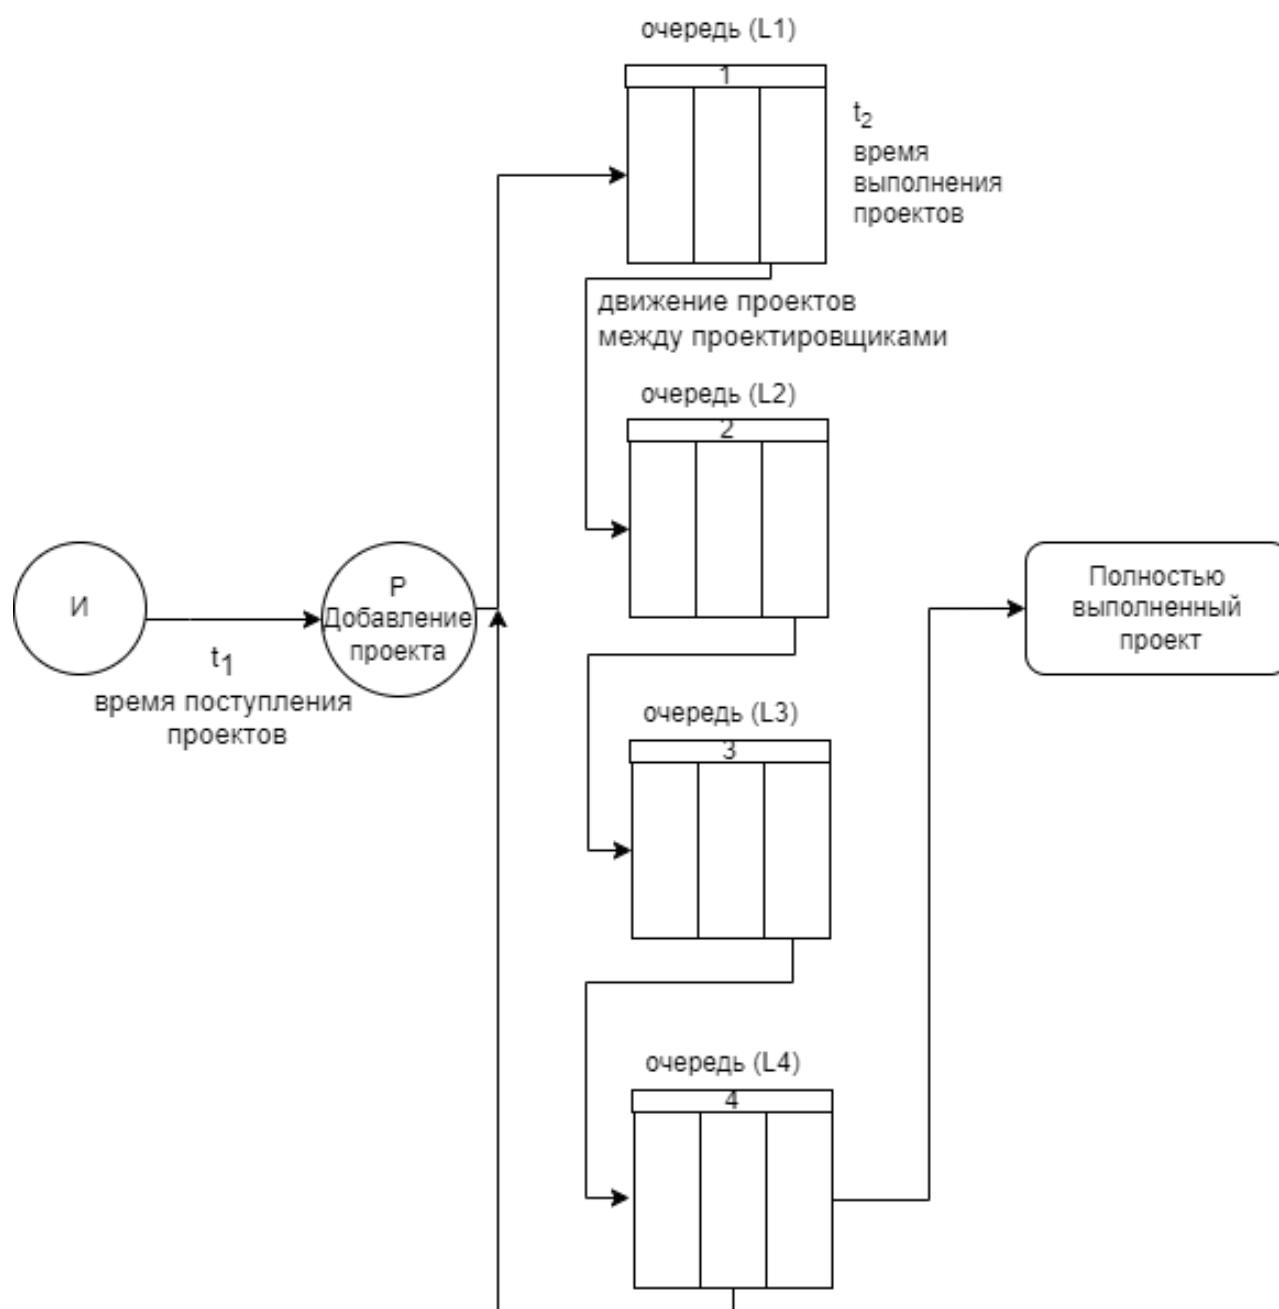 очередь (L1)
1
t2
время
выполнения
проектов
движение проектов
между проектировщиками
очередь (L2)
2
И
t1
время поступления
проектов
Р
Добавление
проекта
Полностью
выполненный
проект
очередь (L3)
3
очередь (L4)
4